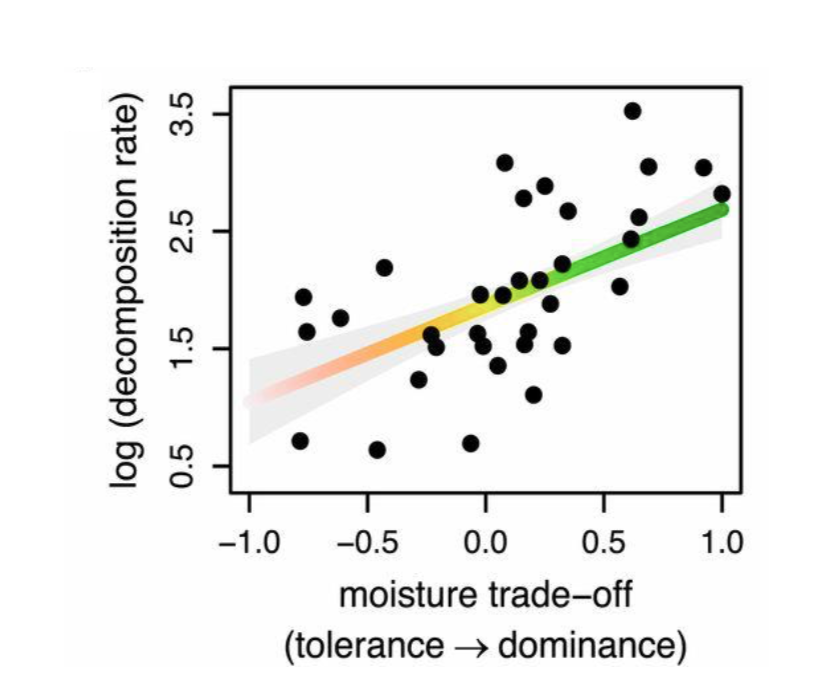 log (decomposition rate)
3.5
2.5
1.5
0.5
−1.0 −0.5 0.0 0.5 1.0
moisture trade−off
(tolerance → dominance)